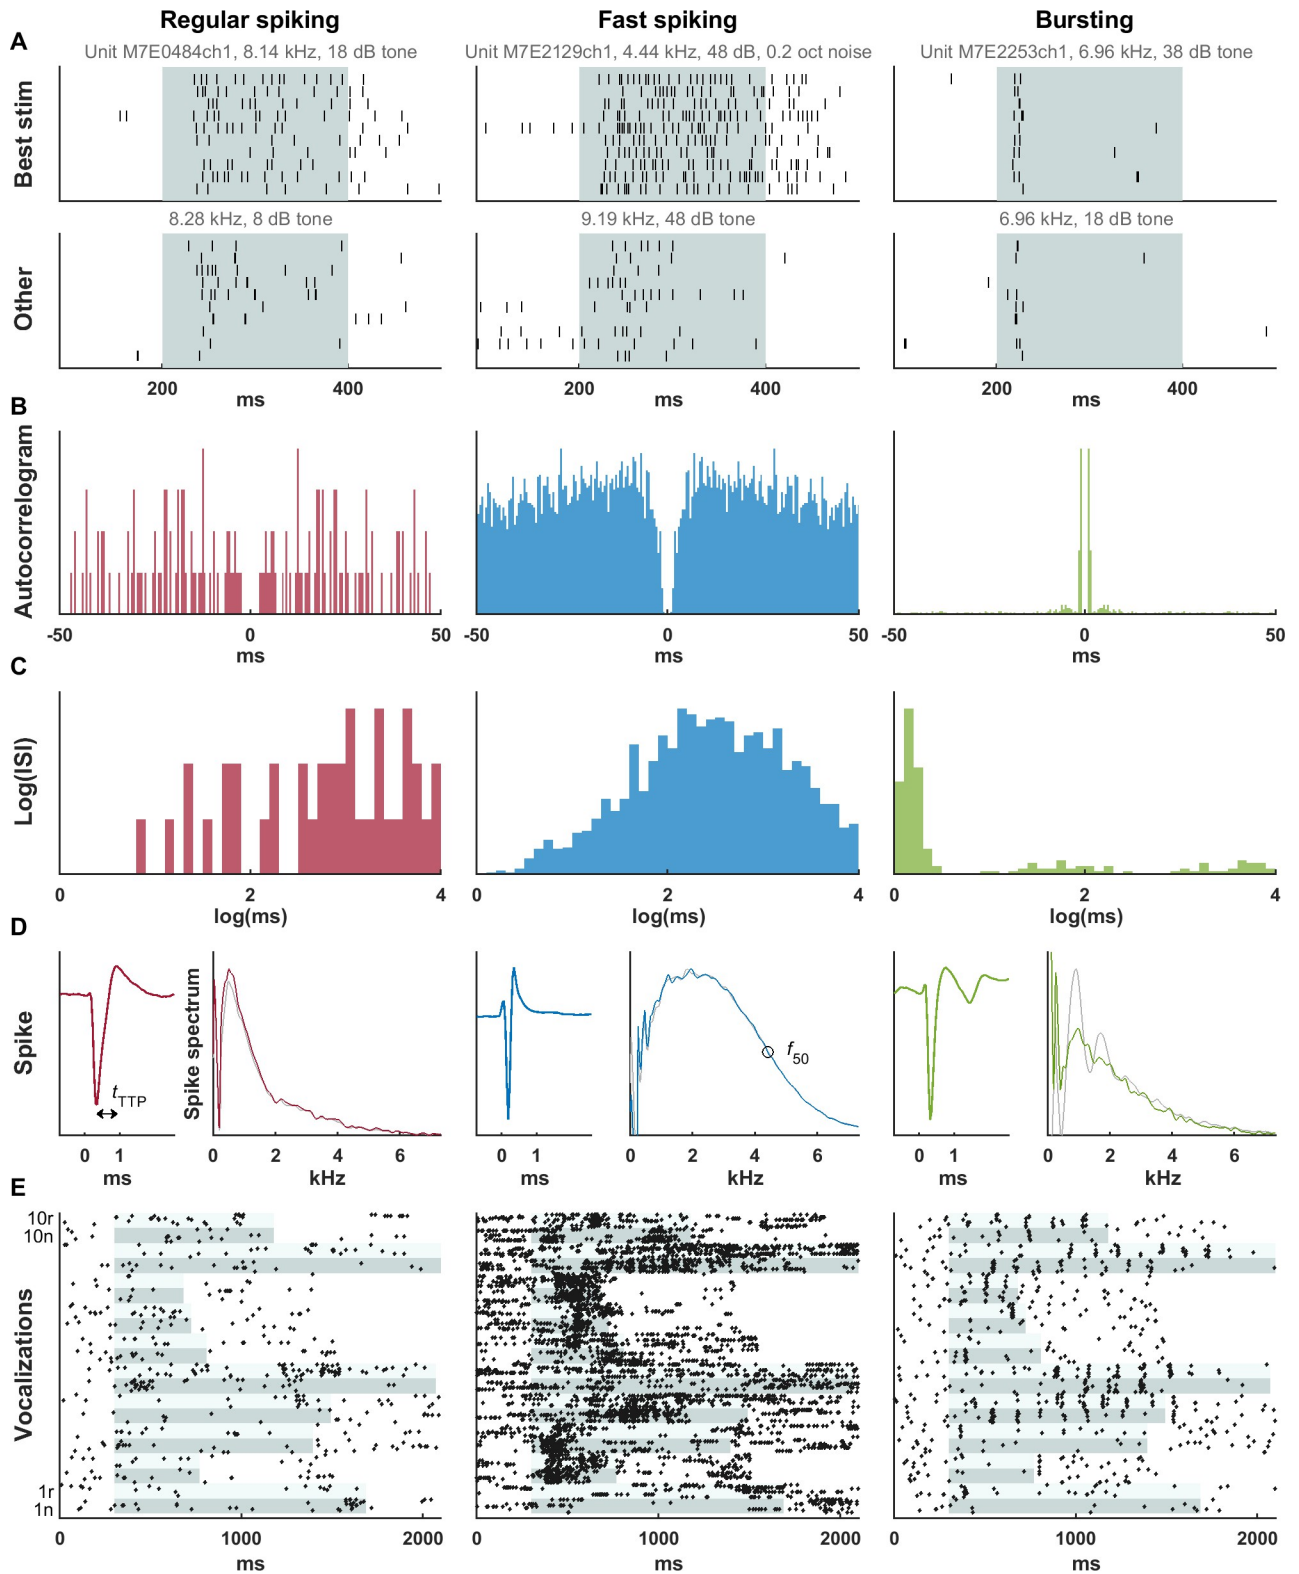 Regular spiking
Fast spiking
Bursting
A
Unit M7E0484ch1, 8.14 kHz, 18 dB tone
Unit M7E2129ch1, 4.44 kHz, 48 dB, 0.2 oct noise
Unit M7E2253ch1, 6.96 kHz, 38 dB tone
Best stim
8.28 kHz, 8 dB tone
9.19 kHz, 48 dB tone
6.96 kHz, 18 dB tone
Other
200 400
ms
200 400
ms
200 400
ms
B
Autocorrelogram
-50 0 50
ms
-50 0 50
ms
-50 0 50
ms
C
Log(ISI)
0 2 4
log(ms)
0 2 4
log(ms)
0 2 4
log(ms)
D
Spike
tTTP
0 1
ms
Spike spectrum
0 2 4 6
kHz
0 1
ms
f50
0 2 4 6
kHz
0 1
ms
0 2 4 6
kHz
E
Vocalizations
10r
10n
1r
1n
0 1000 2000
ms
0 1000 2000
ms
0 1000 2000
ms